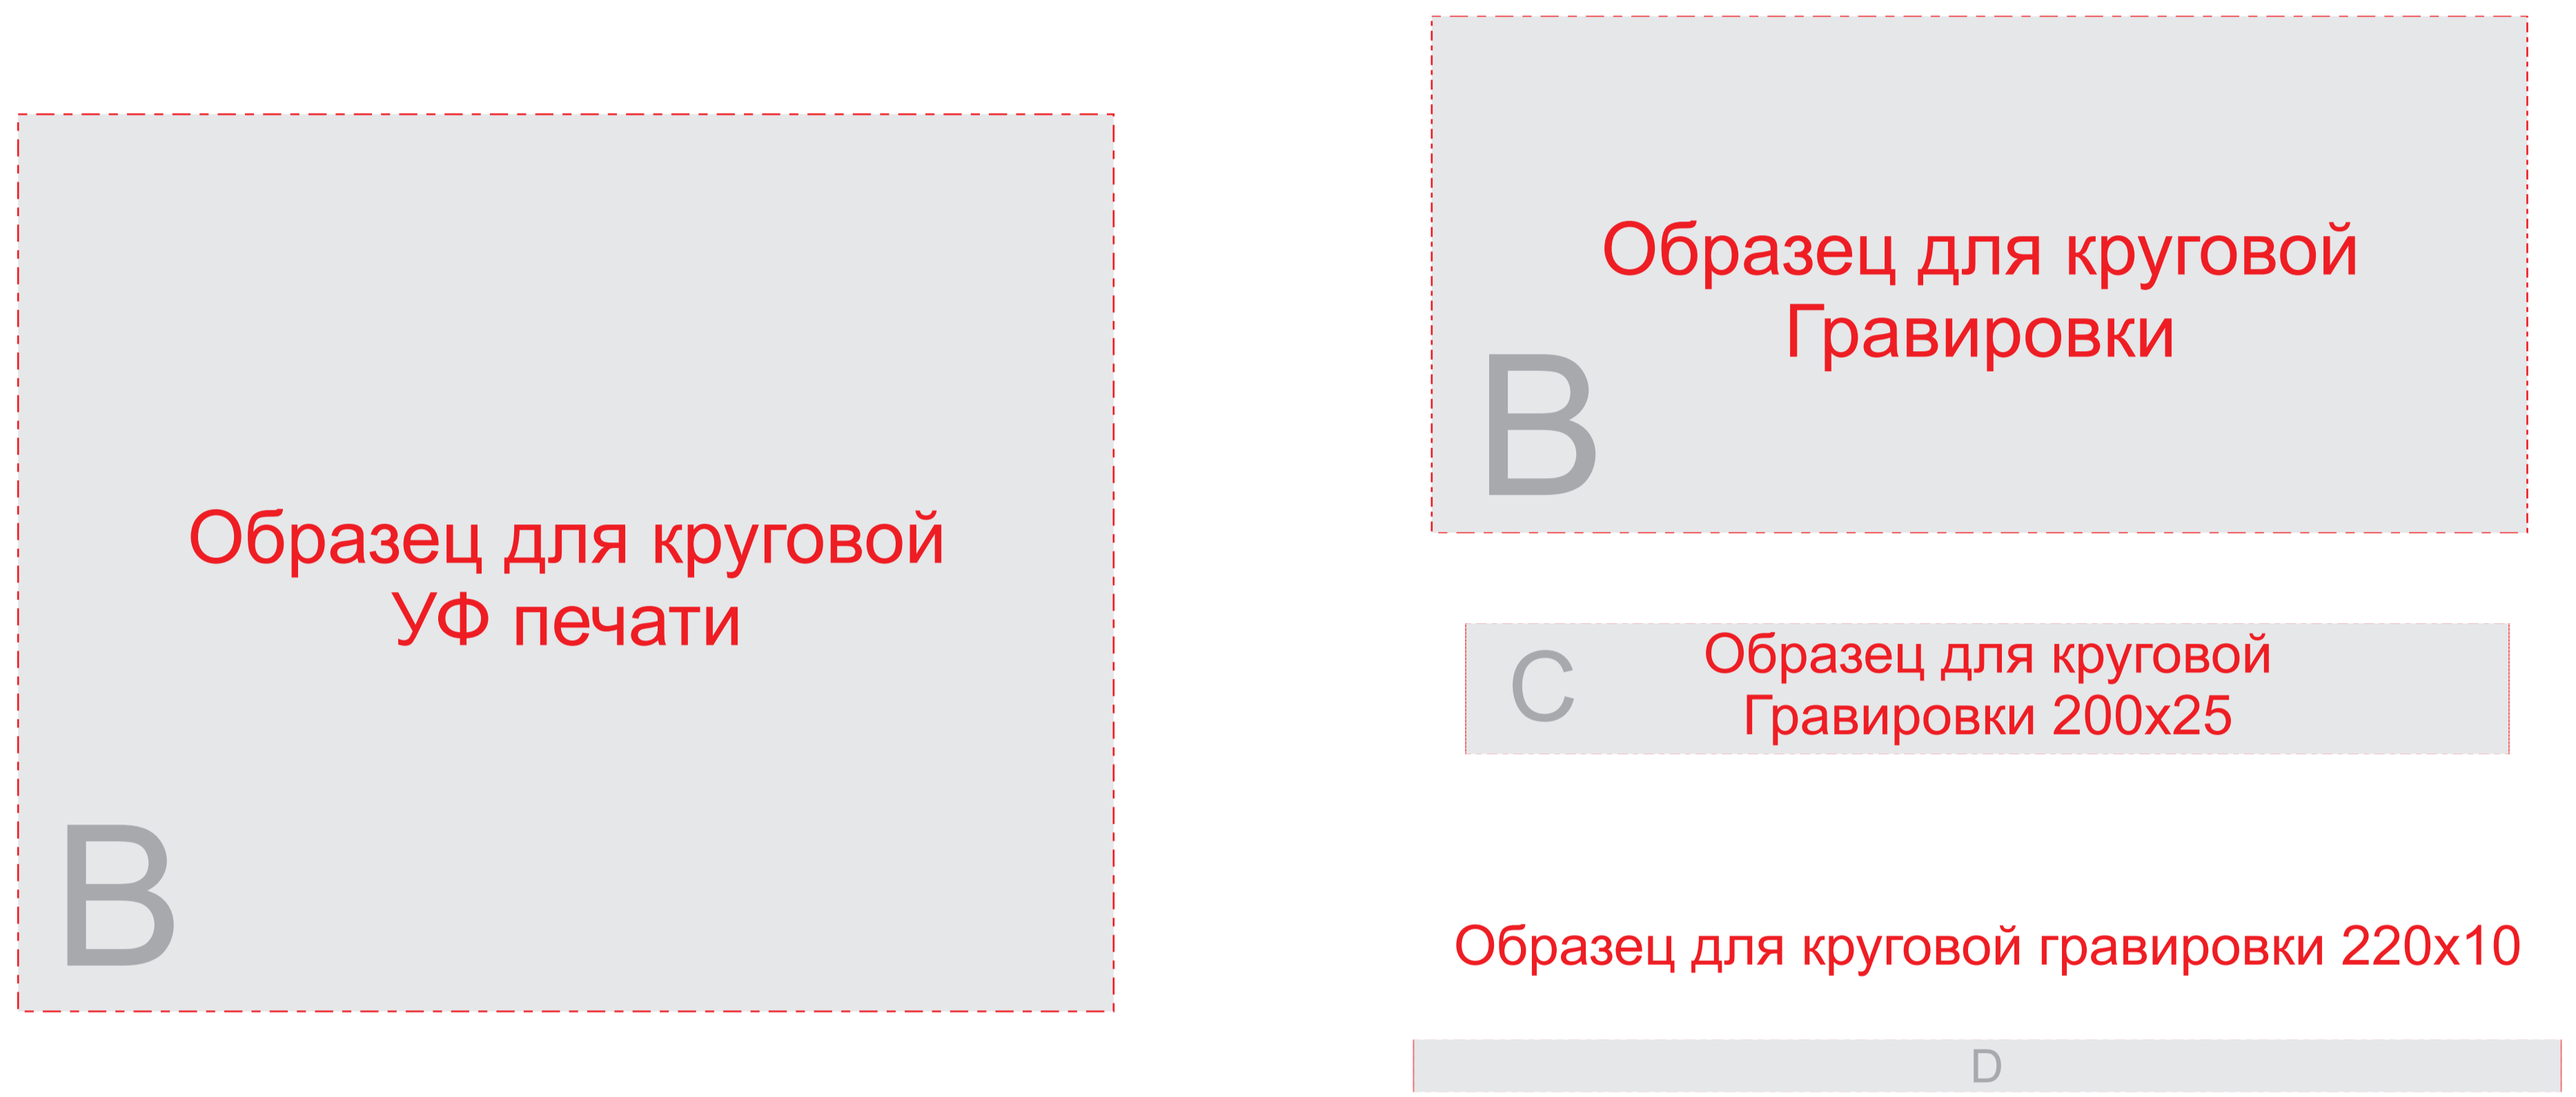 Образец для круговой
УФ печати
B
Образец для круговой
Гравировки
B
C
Образец для круговой
Гравировки 200x25
Образец для круговой гравировки 220x10
D